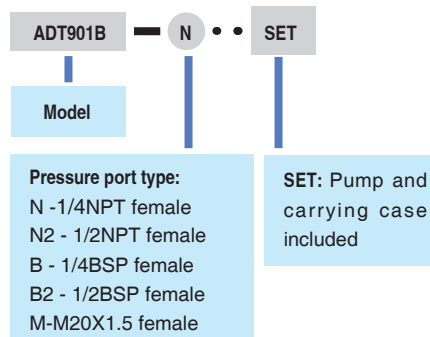 ADT901B — N • • SET
Model
Pressure port type:
N -1/4NPT female
N2 - 1/2NPT female
B - 1/4BSP female
B2 - 1/2BSP female
M-M20X1.5 female
SET: Pump and
carrying case
included